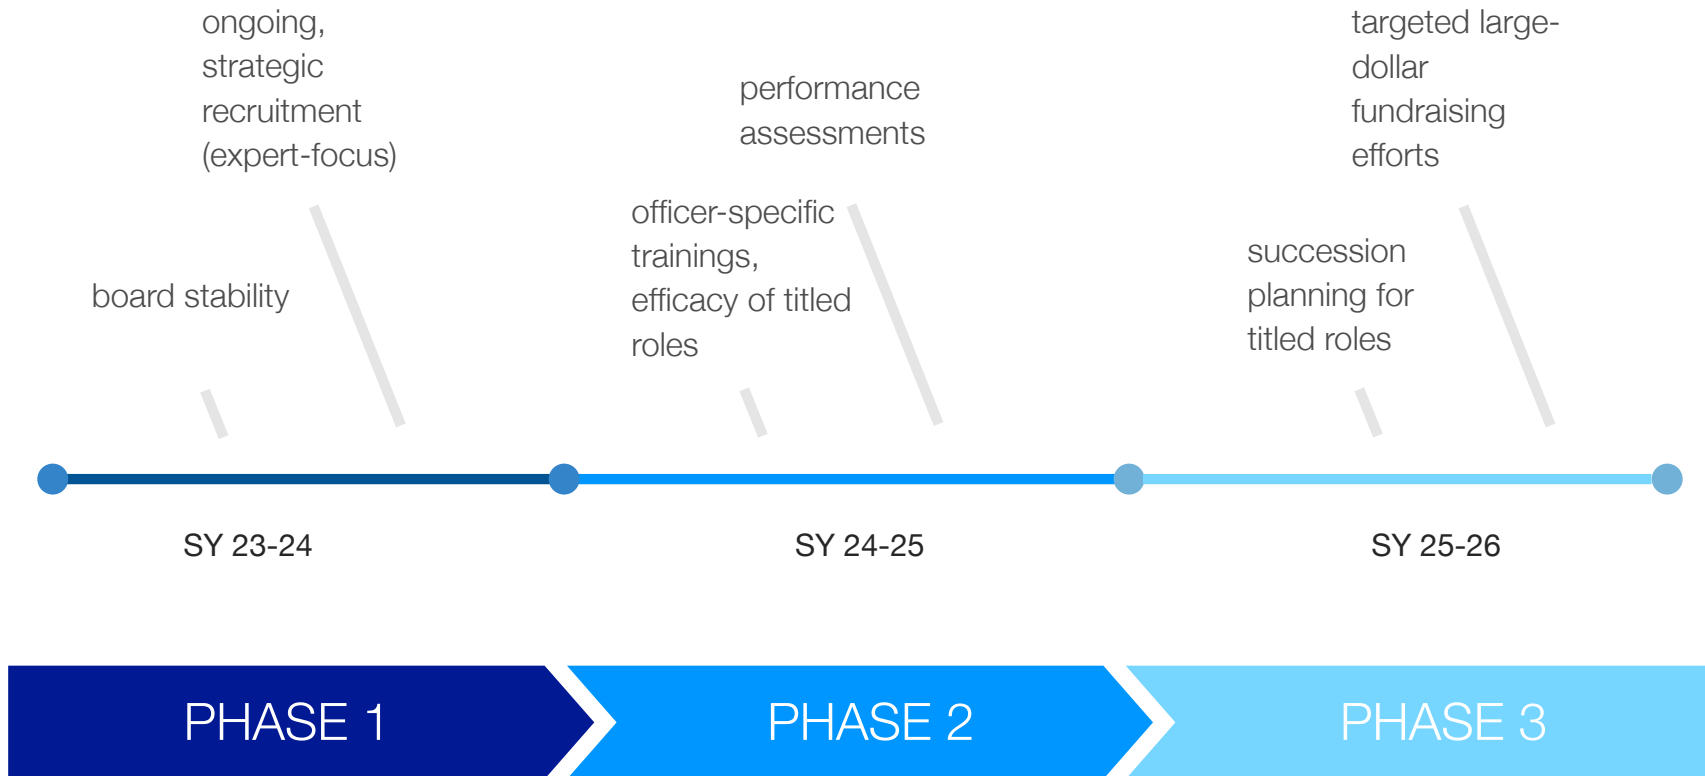 ongoing,
strategic
recruitment
(expert-focus)
board stability
performance
assessments
officer-specific
trainings,
efficacy of titled
roles
targeted large-
dollar
fundraising
efforts
succession
planning for
titled roles
SY 23-24
SY 24-25
SY 25-26
PHASE 1
PHASE 2
PHASE 3